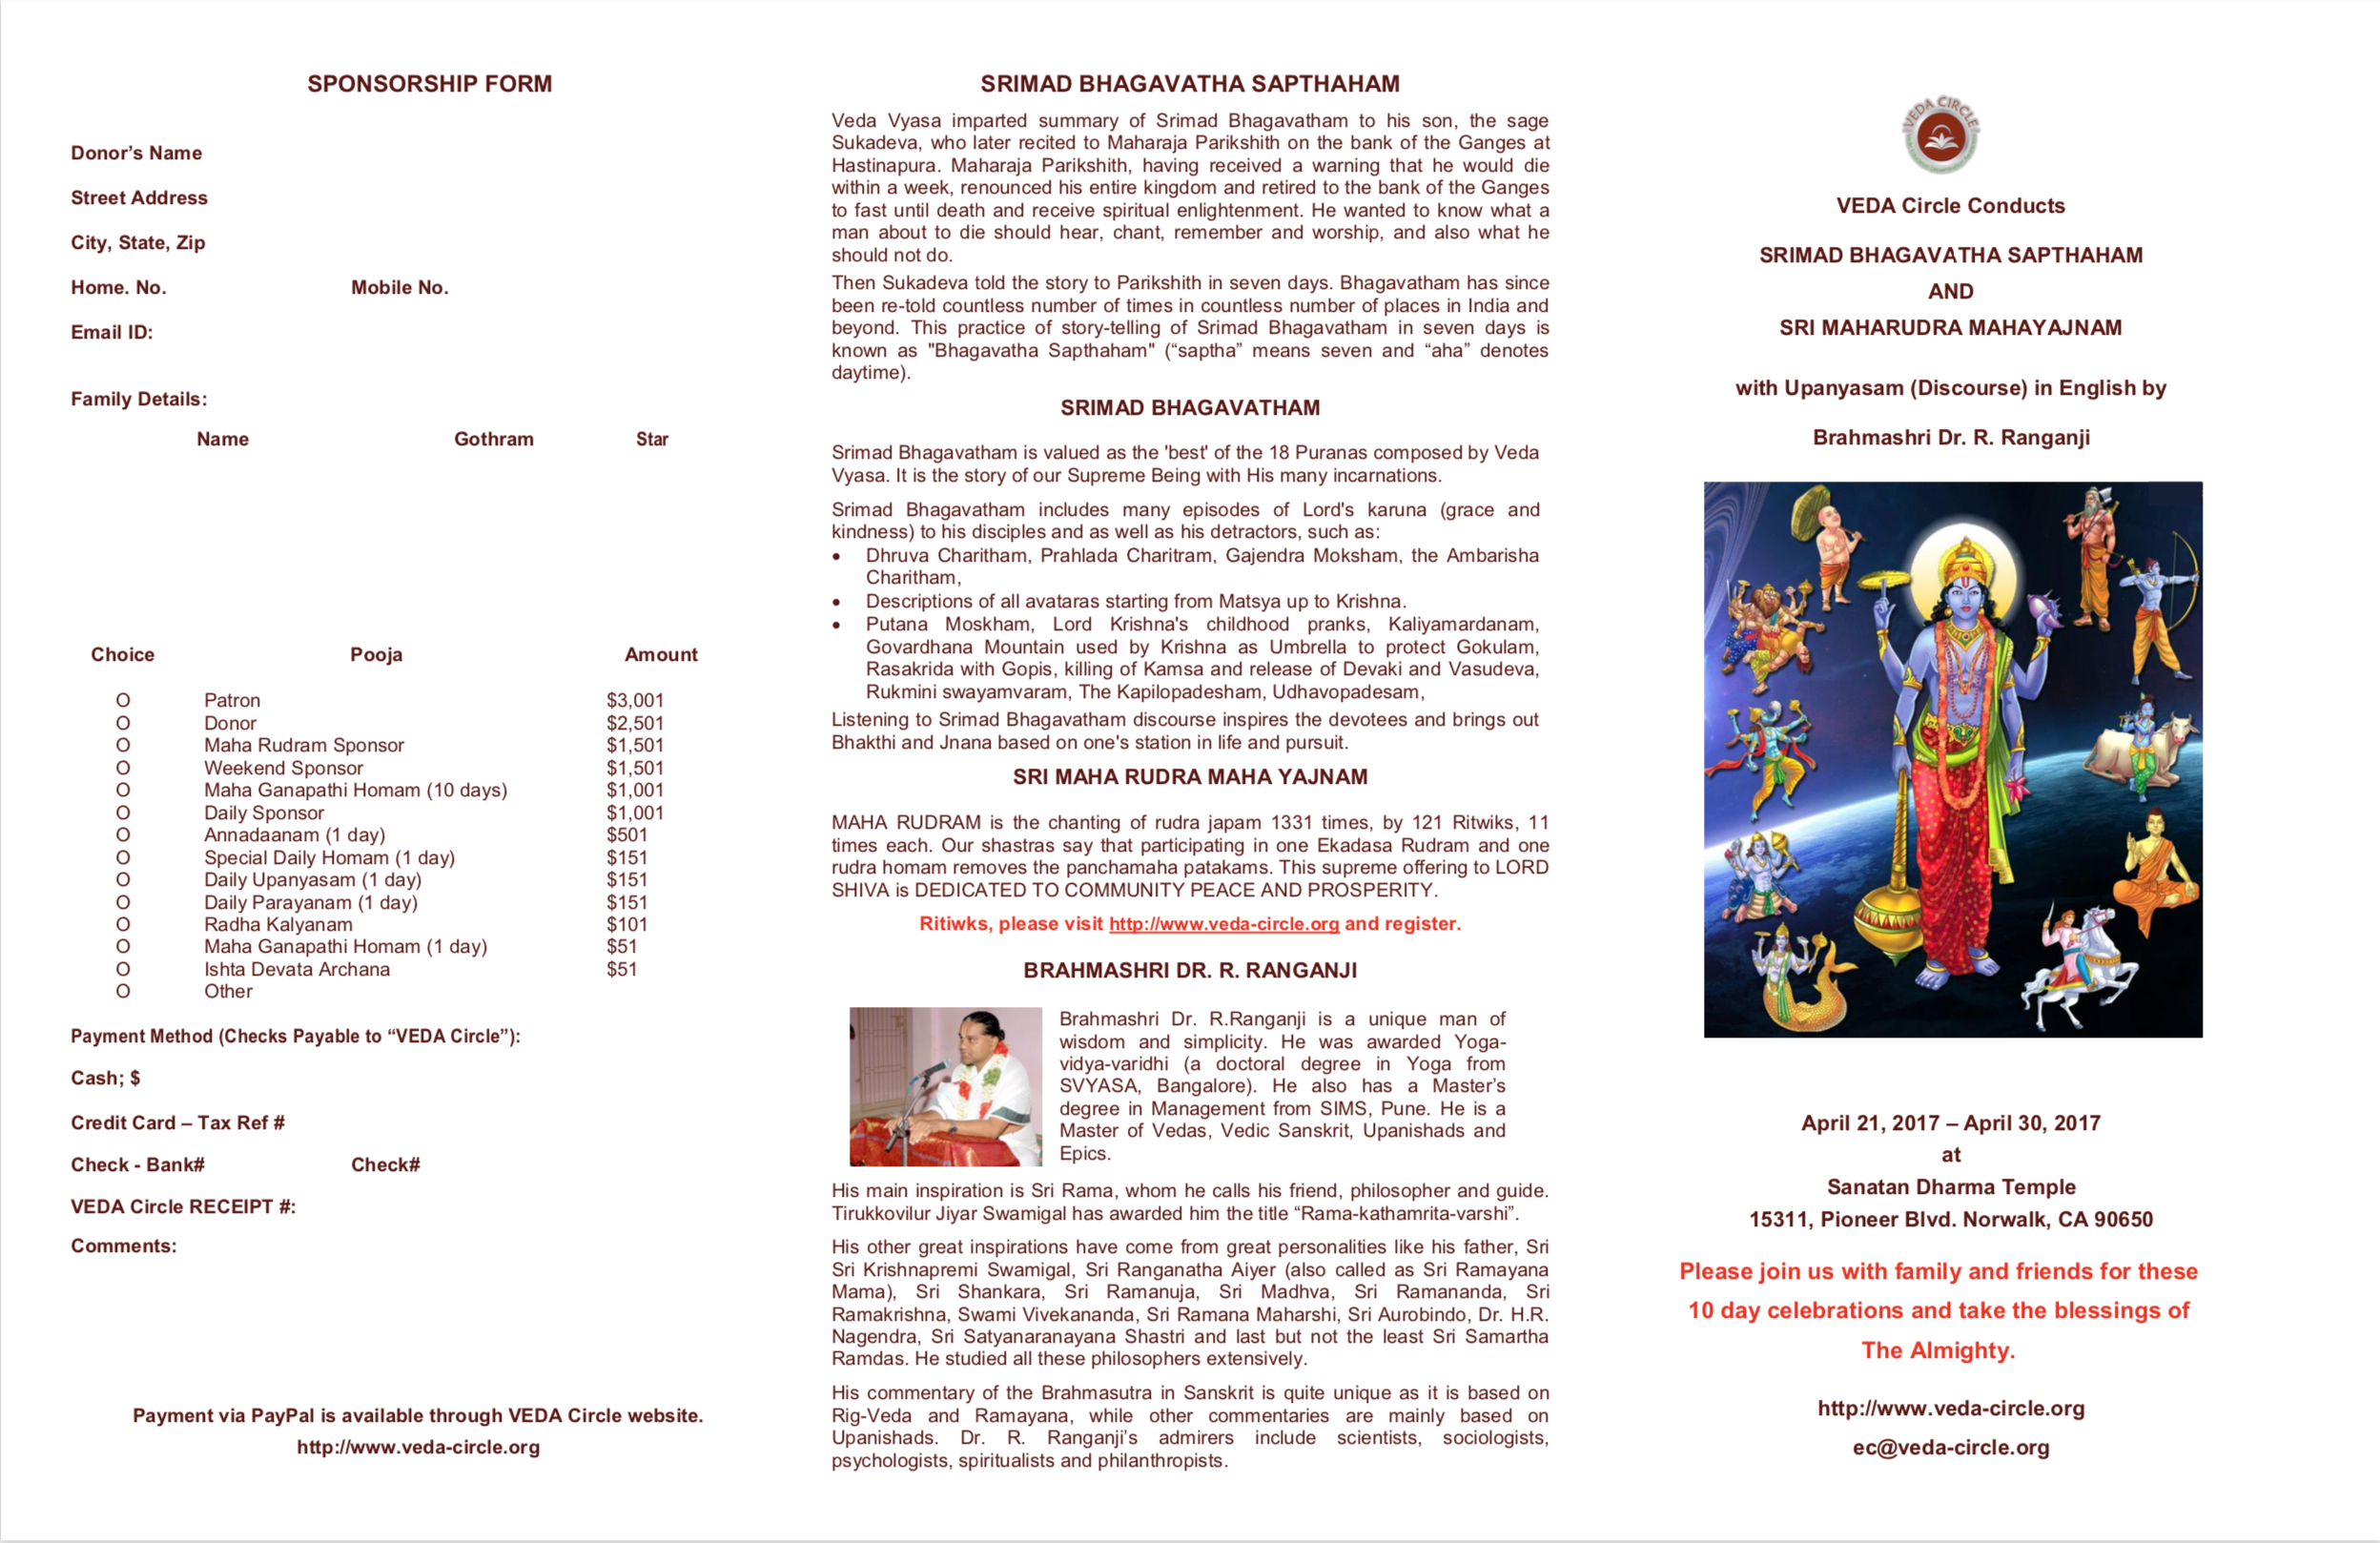 SPONSORSHIP FORM
Donor’s Name
Street Address
City, State, Zip
Home. No. Mobile No.
Email ID:
Family Details:
Name Gothram Star
Choice Pooja Amount
O Patron $3,001
O Donor $2,501
O Maha Rudram Sponsor $1,501
O Weekend Sponsor $1,501
O Maha Ganapathi Homam (10 days) $1,001
O Daily Sponsor $1,001
O Annadaanam (1 day) $501
O Special Daily Homam (1 day) $151
O Daily Upanyasam (1 day) $151
O Daily Parayanam (1 day) $151
O Radha Kalyanam $101
O Maha Ganapathi Homam (1 day) $51
O Ishta Devata Archana $51
O Other
Payment Method (Checks Payable to “VEDA Circle”):
Cash; $
Credit Card – Tax Ref #
Check - Bank# Check#
VEDA Circle RECEIPT #:
Comments:
Payment via PayPal is available through VEDA Circle website.
http://www.veda-circle.org
SRIMAD BHAGAVATHA SAPTHAHAM
Veda Vyasa imparted summary of Srimad Bhagavatham to his son, the sage
Sukadeva, who later recited to Maharaja Parikshith on the bank of the Ganges at
Hastinapura. Maharaja Parikshith, having received a warning that he would die
within a week, renounced his entire kingdom and retired to the bank of the Ganges
to fast until death and receive spiritual enlightenment. He wanted to know what a
man about to die should hear, chant, remember and worship, and also what he
should not do.
Then Sukadeva told the story to Parikshith in seven days. Bhagavatham has since
been re-told countless number of times in countless number of places in India and
beyond. This practice of story-telling of Srimad Bhagavatham in seven days is
known as "Bhagavatha Sapthaham" (“saptha” means seven and “aha” denotes
daytime).
SRIMAD BHAGAVATHAM
Srimad Bhagavatham is valued as the 'best' of the 18 Puranas composed by Veda
Vyasa. It is the story of our Supreme Being with His many incarnations.
Srimad Bhagavatham includes many episodes of Lord's karuna (grace and
kindness) to his disciples and as well as his detractors, such as:
• Dhruva Charitham, Prahlada Charitram, Gajendra Moksham, the Ambarisha
Charitham,
• Descriptions of all avataras starting from Matsya up to Krishna.
• Putana Moskham, Lord Krishna's childhood pranks, Kaliyamardanam,
Govardhana Mountain used by Krishna as Umbrella to protect Gokulam,
Rasakrida with Gopis, killing of Kamsa and release of Devaki and Vasudeva,
Rukmini swayamvaram, The Kapilopadesham, Udhavopadesam,
Listening to Srimad Bhagavatham discourse inspires the devotees and brings out
Bhakthi and Jnana based on one's station in life and pursuit.
SRI MAHA RUDRA MAHA YAJNAM
MAHA RUDRAM is the chanting of rudra japam 1331 times, by 121 Ritwiks, 11
times each. Our shastras say that participating in one Ekadasa Rudram and one
rudra homam removes the panchamaha patakams. This supreme offering to LORD
SHIVA is DEDICATED TO COMMUNITY PEACE AND PROSPERITY.
Ritiwks, please visit http://www.veda-circle.org and register.
BRAHMASHRI DR. R. RANGANJI
Brahmashri Dr. R.Ranganji is a unique man of
wisdom and simplicity. He was awarded Yoga-
vidya-varidhi (a doctoral degree in Yoga from
SVYASA, Bangalore). He also has a Master’s
degree in Management from SIMS, Pune. He is a
Master of Vedas, Vedic Sanskrit, Upanishads and
Epics.
His main inspiration is Sri Rama, whom he calls his friend, philosopher and guide.
Tirukkovilur Jiyar Swamigal has awarded him the title “Rama-kathamrita-varshi”.
His other great inspirations have come from great personalities like his father, Sri
Sri Krishnapremi Swamigal, Sri Ranganatha Aiyer (also called as Sri Ramayana
Mama), Sri Shankara, Sri Ramanuja, Sri Madhva, Sri Ramananda, Sri
Ramakrishna, Swami Vivekananda, Sri Ramana Maharshi, Sri Aurobindo, Dr. H.R.
Nagendra, Sri Satyanaranayana Shastri and last but not the least Sri Samartha
Ramdas. He studied all these philosophers extensively.
His commentary of the Brahmasutra in Sanskrit is quite unique as it is based on
Rig-Veda and Ramayana, while other commentaries are mainly based on
Upanishads. Dr. R. Ranganji’s admirers include scientists, sociologists,
psychologists, spiritualists and philanthropists.
VEDA CIRCLE
VEDA Circle Conducts
SRIMAD BHAGAVATHA SAPTHAHAM
AND
SRI MAHARUDRA MAHAYAJNAM
with Upanyasam (Discourse) in English by
Brahmashri Dr. R. Ranganji
April 21, 2017 – April 30, 2017
at
Sanatan Dharma Temple
15311, Pioneer Blvd. Norwalk, CA 90650
Please join us with family and friends for these
10 day celebrations and take the blessings of
The Almighty.
http://www.veda-circle.org
ec@veda-circle.org